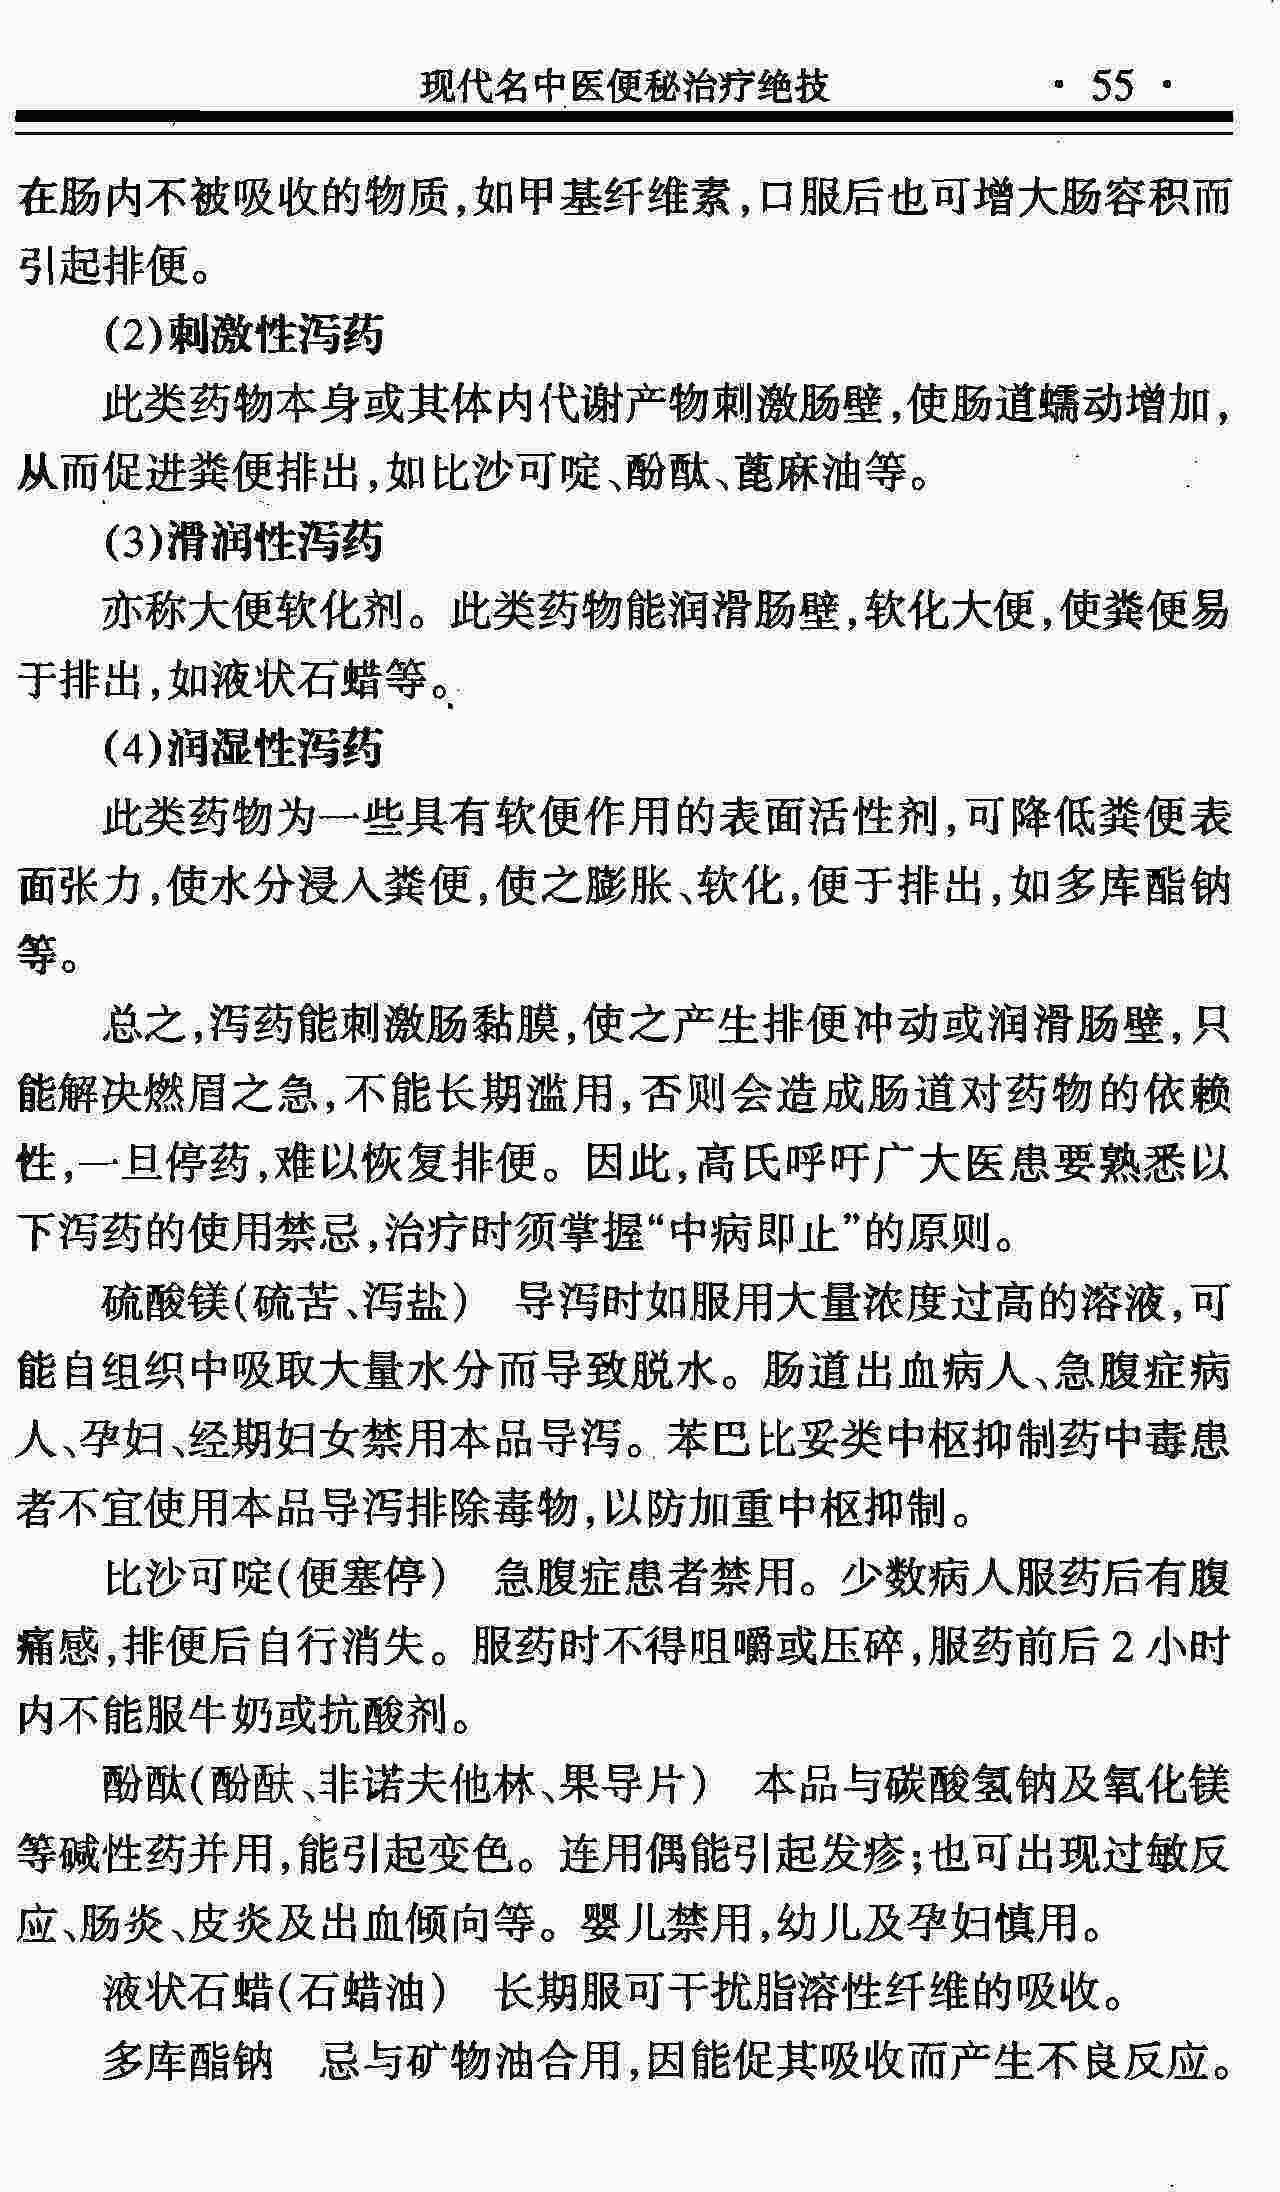 现代名中医便秘治疗绝技 · 55 ·
在肠内不被吸收的物质,如甲基纤维素,口服后也可增大肠容积而
引起排便。
(2)刺激性泻药
此类药物本身或其体内代谢产物刺激肠壁,使肠道蠕动增加,
从而促进粪便排出,如比沙可啶、酚酞、蓖麻油等。
(3)滑润性泻药
亦称大便软化剂。此类药物能润滑肠壁,软化大便,使粪便易
于排出,如液状石蜡等。
(4)润湿性泻药
此类药物为一些具有软便作用的表面活性剂,可降低粪便表
面张力,使水分浸入粪便,使之膨胀、软化,便于排出,如多库酯钠
等。
总之,泻药能刺激肠黏膜,使之产生排便冲动或润滑肠壁,只
能解决燃眉之急,不能长期滥用,否则会造成肠道对药物的依赖
性,一旦停药,难以恢复排便。因此,高氏呼吁广大医患要熟悉以
下泻药的使用禁忌,治疗时须掌握“中病即止”的原则。
硫酸镁(硫苦、泻盐) 导泻时如服用大量浓度过高的溶液,可
能自组织中吸取大量水分而导致脱水。肠道出血病人、急腹症病
人、孕妇、经期妇女禁用本品导泻。苯巴比妥类中枢抑制药中毒患
者不宜使用本品导泻排除毒物,以防加重中枢抑制。
比沙可啶(便塞停) 急腹症患者禁用。少数病人服药后有腹
痛感,排便后自行消失。服药时不得咀嚼或压碎,服药前后2小时
内不能服牛奶或抗酸剂。
酚酞(酚酞、非诺夫他林、果导片) 本品与碳酸氢钠及氧化镁
等碱性药并用,能引起变色。连用偶能引起发疹;也可出现过敏反
应、肠炎、皮炎及出血倾向等。婴儿禁用,幼儿及孕妇慎用。
液状石蜡(石蜡油) 长期服可干扰脂溶性纤维的吸收。
多库酯钠 忌与矿物油合用,因能促其吸收而产生不良反应。